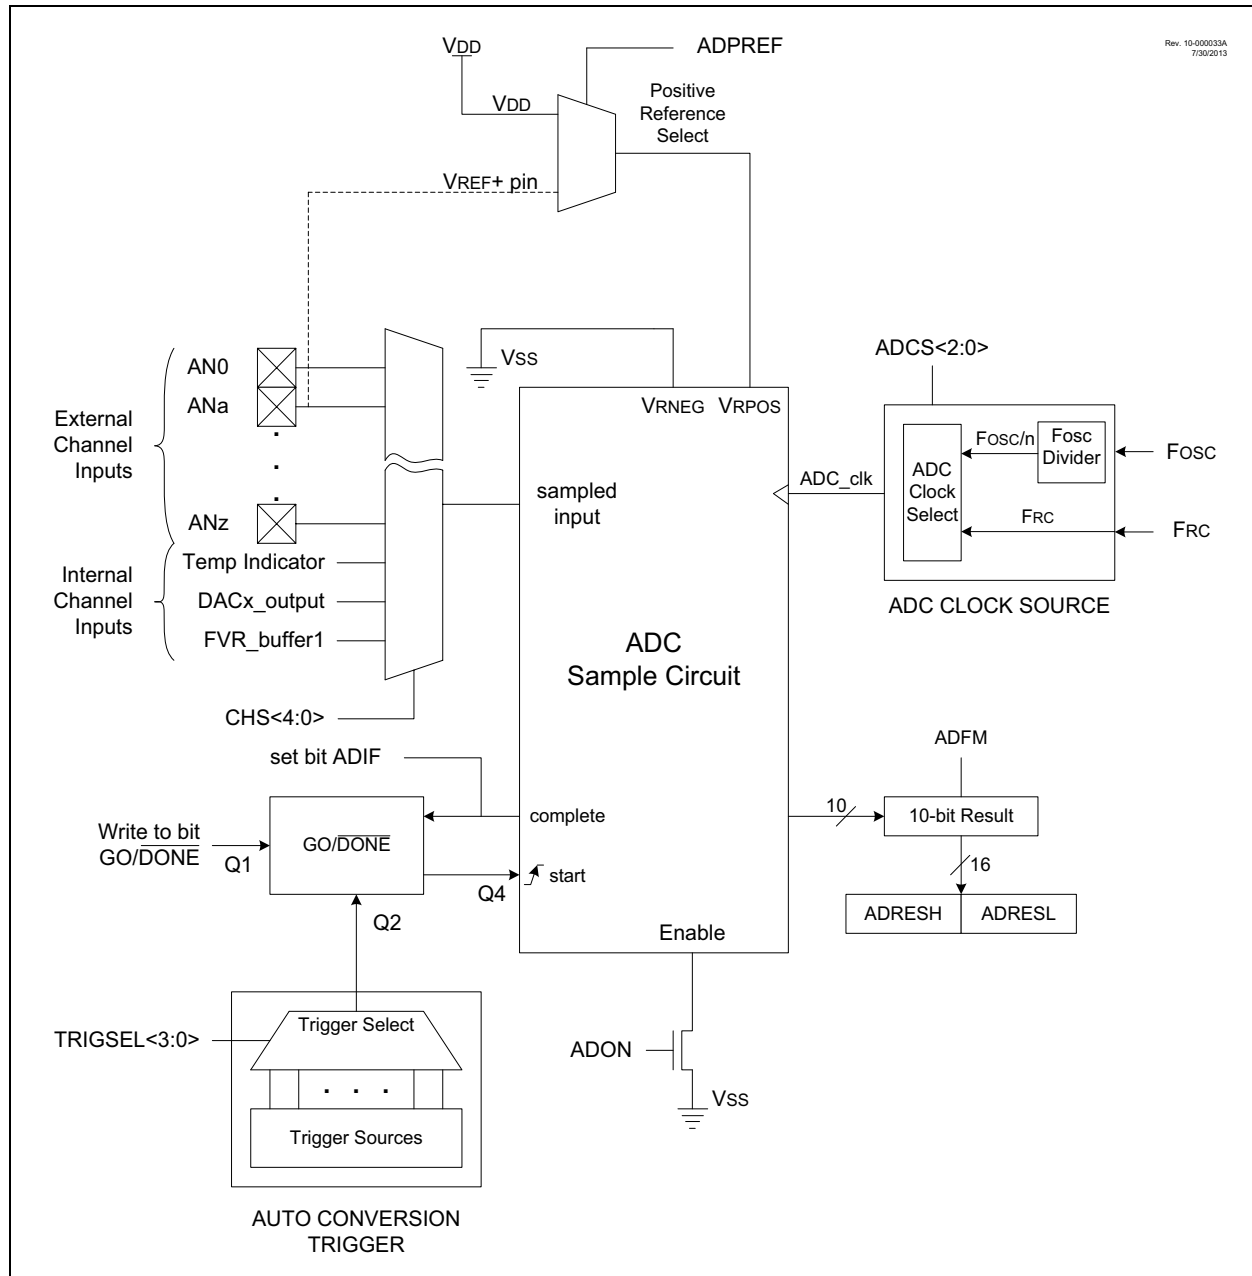 Rev. 10-000033A
7/30/2013
VDD
ADPREF
VDD
Positive
Reference
Select
VREF+ pin
VSS
AN0
ANa
.
.
.
ANz
External
Channel
Inputs
Internal
Channel
Inputs
Temp Indicator
DACx_output
FVR_buffer1
CHS<4:0>
VRNEG VRPOS
sampled
input
ADC_clk
ADC
Sample Circuit
ADCS<2:0>
ADC
Clock
Select
FOSC/n
Fosc
Divider
FOSC
FRC
FRC
ADC CLOCK SOURCE
set bit ADIF
complete
Write to bit
GO/DONE
Q1
GO/DONE
Q4
start
Q2
Enable
ADFM
10
10-bit Result
16
ADRESH ADRESL
TRIGSEL<3:0>
Trigger Select
. . .
Trigger Sources
AUTO CONVERSION
TRIGGER
ADON
VSS